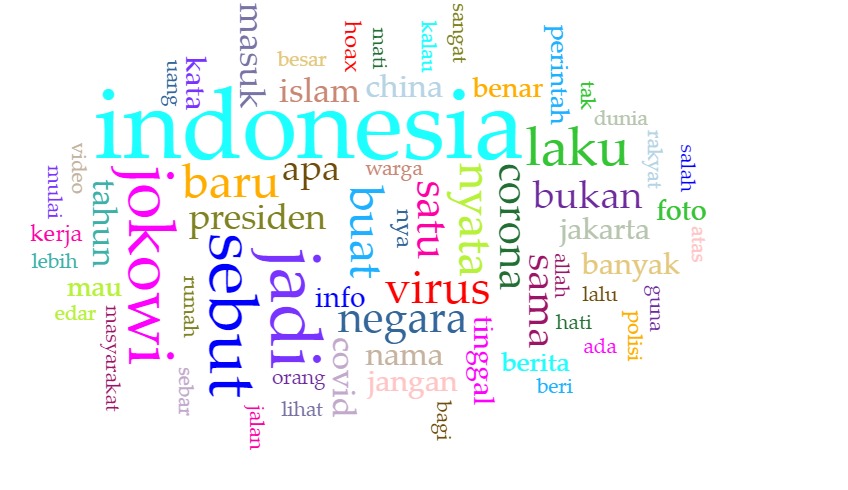 masuk
sangat
hoax
mati
kalau
perintah
uang
kata
besar
islam
china
benar
tak
dunia
indonesia
laku
rakyat
salah
video
mulai
tahun
jokowi
baru
apa
warga
satu
nyata
corona
bukan
foto
atas
presiden
buat
nya
jakarta
kerja
lebih
sebut
jadi
virus
sama
allah
banyak
mau
edar
masyarakat
rumah
info
negara
lalu
guna
hati
polisi
tinggal
covid
nama
berita
ada
sebar
orang
jangan
beri
jalan
lihat
bagi